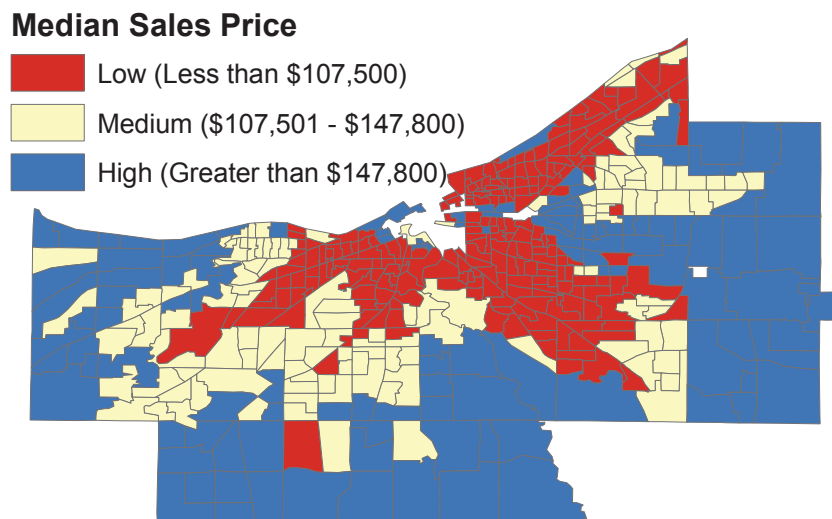 Median Sales Price
Low (Less than $107,500)
Medium ($107,501 - $147,800)
High (Greater than $147,800)